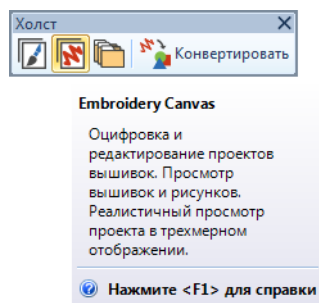 Холст
Конвертировать
Embroidery Canvas
Оцифровка и
редактирование проектов
вышивок. Просмотр
вышивок и рисунков.
Реалистичный просмотр
проекта в трехмерном
отображении.
Нажмите <F1> для справки